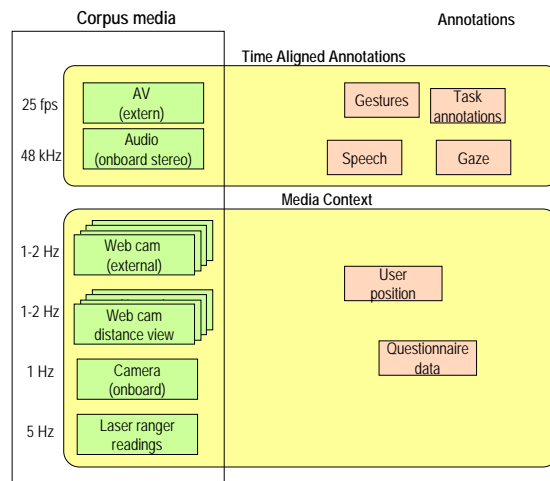 Corpus media
Annotations
Time Aligned Annotations
25 fps
AV
(extern)
Gestures
Task
annotations
48 kHz
Audio
(onboard stereo)
Speech
Gaze
Media Context
1-2 Hz
Web cam
(external)
User
position
1-2 Hz
Web cam
distance view
Questionnaire
data
1 Hz
Camera
(onboard)
5 Hz
Laser ranger
readings